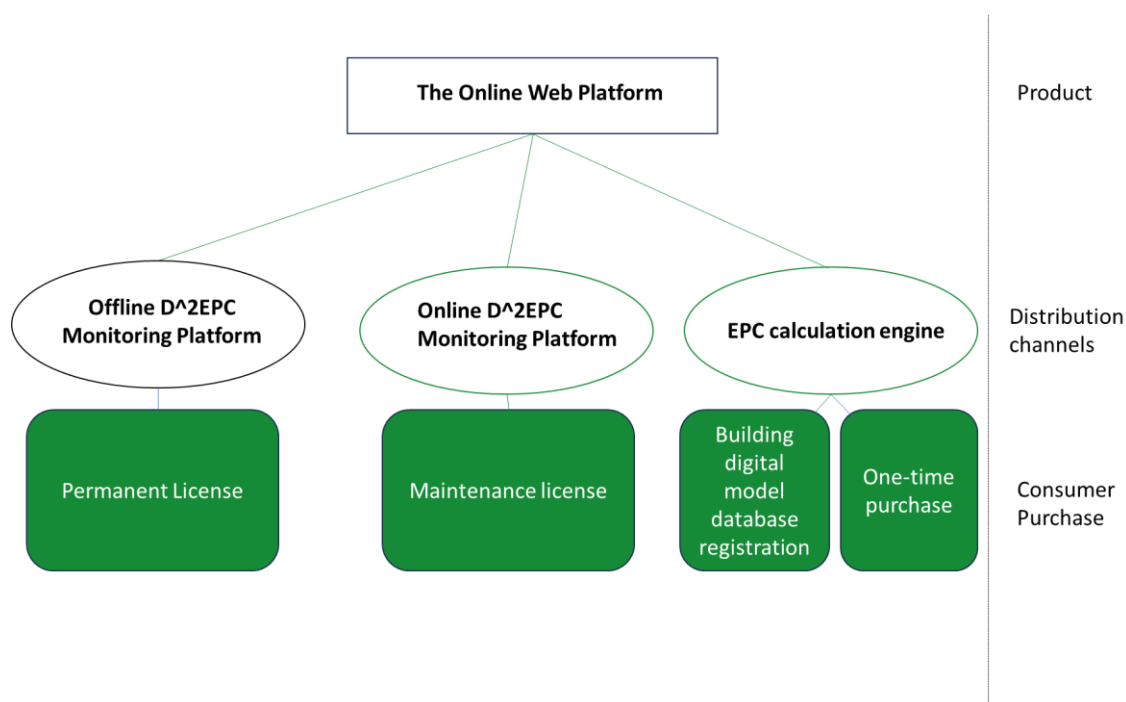 The Online Web Platform
Product
Offline D^2EPC
Monitoring Platform
Online D^2EPC
Monitoring Platform
EPC calculation engine
Distribution
channels
Permanent License
Maintenance license
Building
digital
model
database
registration
One-time
purchase
Consumer
Purchase